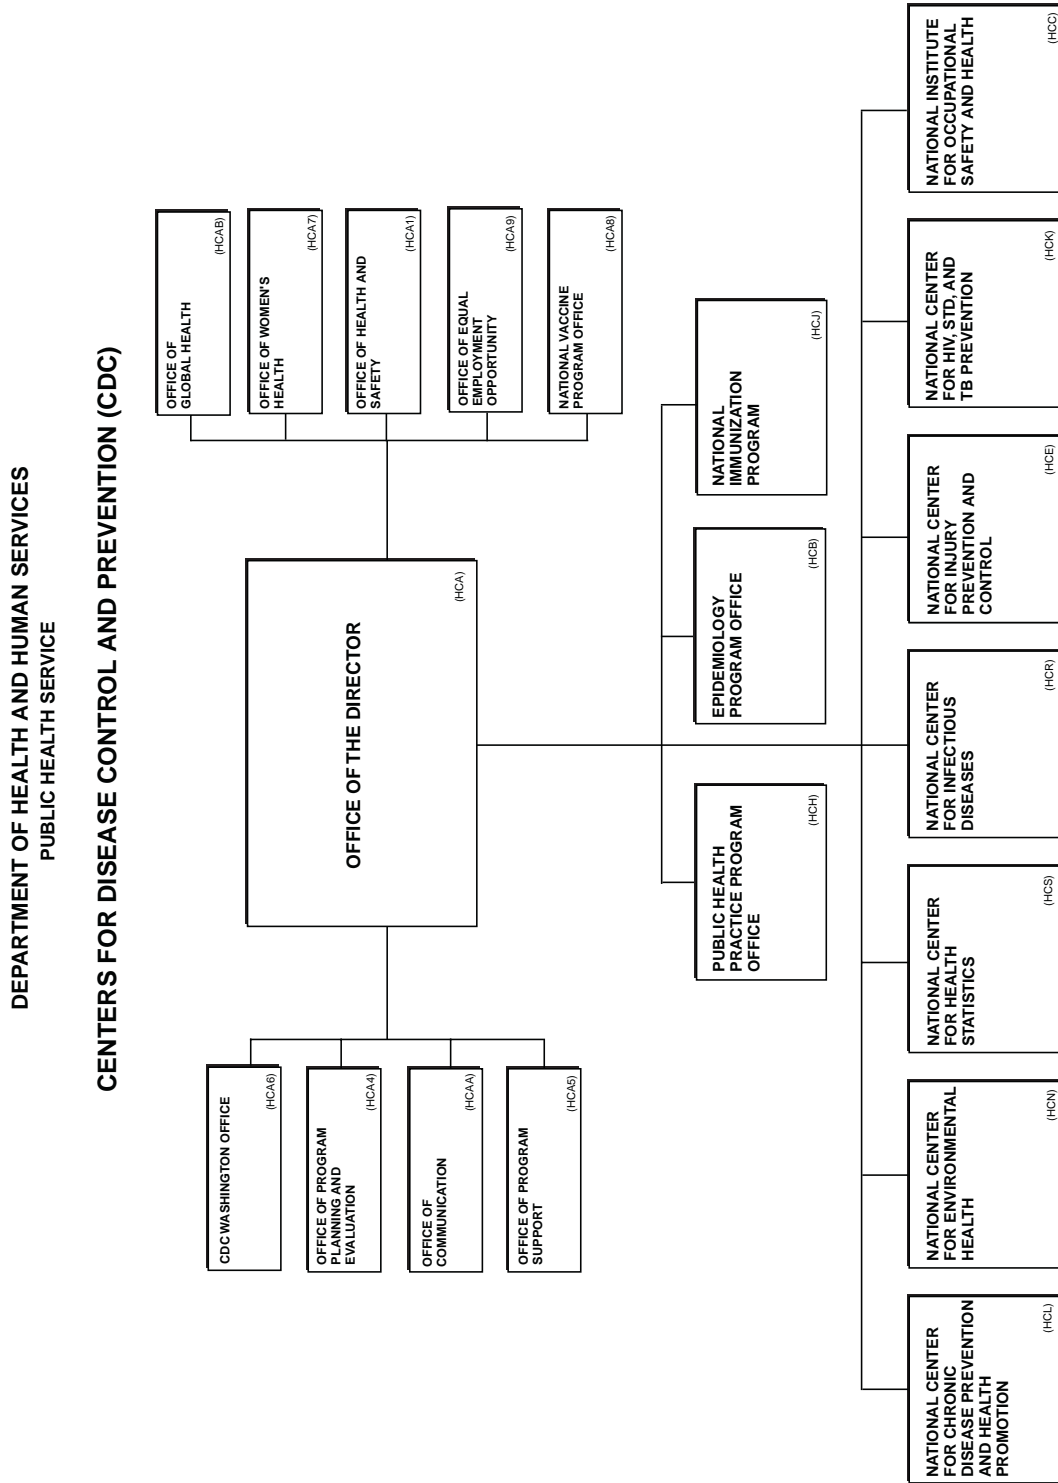 DEPARTMENT OF HEALTH AND HUMAN SERVICES
PUBLIC HEALTH SERVICE
CENTERS FOR DISEASE CONTROL AND PREVENTION (CDC)
CDC WASHINGTON OFFICE
(HCA6)
OFFICE OF PROGRAM
PLANNING AND
EVALUATION
(HCA4)
OFFICE OF
COMMUNICATION
(HCAA)
OFFICE OF PROGRAM
SUPPORT
(HCA5)
OFFICE OF THE DIRECTOR
(HCA)
OFFICE OF
GLOBAL HEALTH
(HCAB)
OFFICE OF WOMEN'S
HEALTH
(HCA7)
OFFICE OF HEALTH AND
SAFETY
(HCA1)
OFFICE OF EQUAL
EMPLOYMENT
OPPORTUNITY
(HCA9)
NATIONAL VACCINE
PROGRAM OFFICE
(HCA8)
PUBLIC HEALTH
PRACTICE PROGRAM
OFFICE
(HCH)
EPIDEMIOLOGY
PROGRAM OFFICE
(HCB)
NATIONAL
IMMUNIZATION
PROGRAM
(HCJ)
NATIONAL CENTER
FOR CHRONIC
DISEASE PREVENTION
AND HEALTH
PROMOTION
(HCL)
NATIONAL CENTER
FOR ENVIRONMENTAL
HEALTH
(HCN)
NATIONAL CENTER
FOR HEALTH
STATISTICS
(HCS)
NATIONAL CENTER
FOR INFECTIOUS
DISEASES
(HCR)
NATIONAL CENTER
FOR INJURY
PREVENTION AND
CONTROL
(HCE)
NATIONAL CENTER
FOR HIV, STD, AND
TB PREVENTION
(HCK)
NATIONAL INSTITUTE
FOR OCCUPATIONAL
SAFETY AND HEALTH
(HCC)